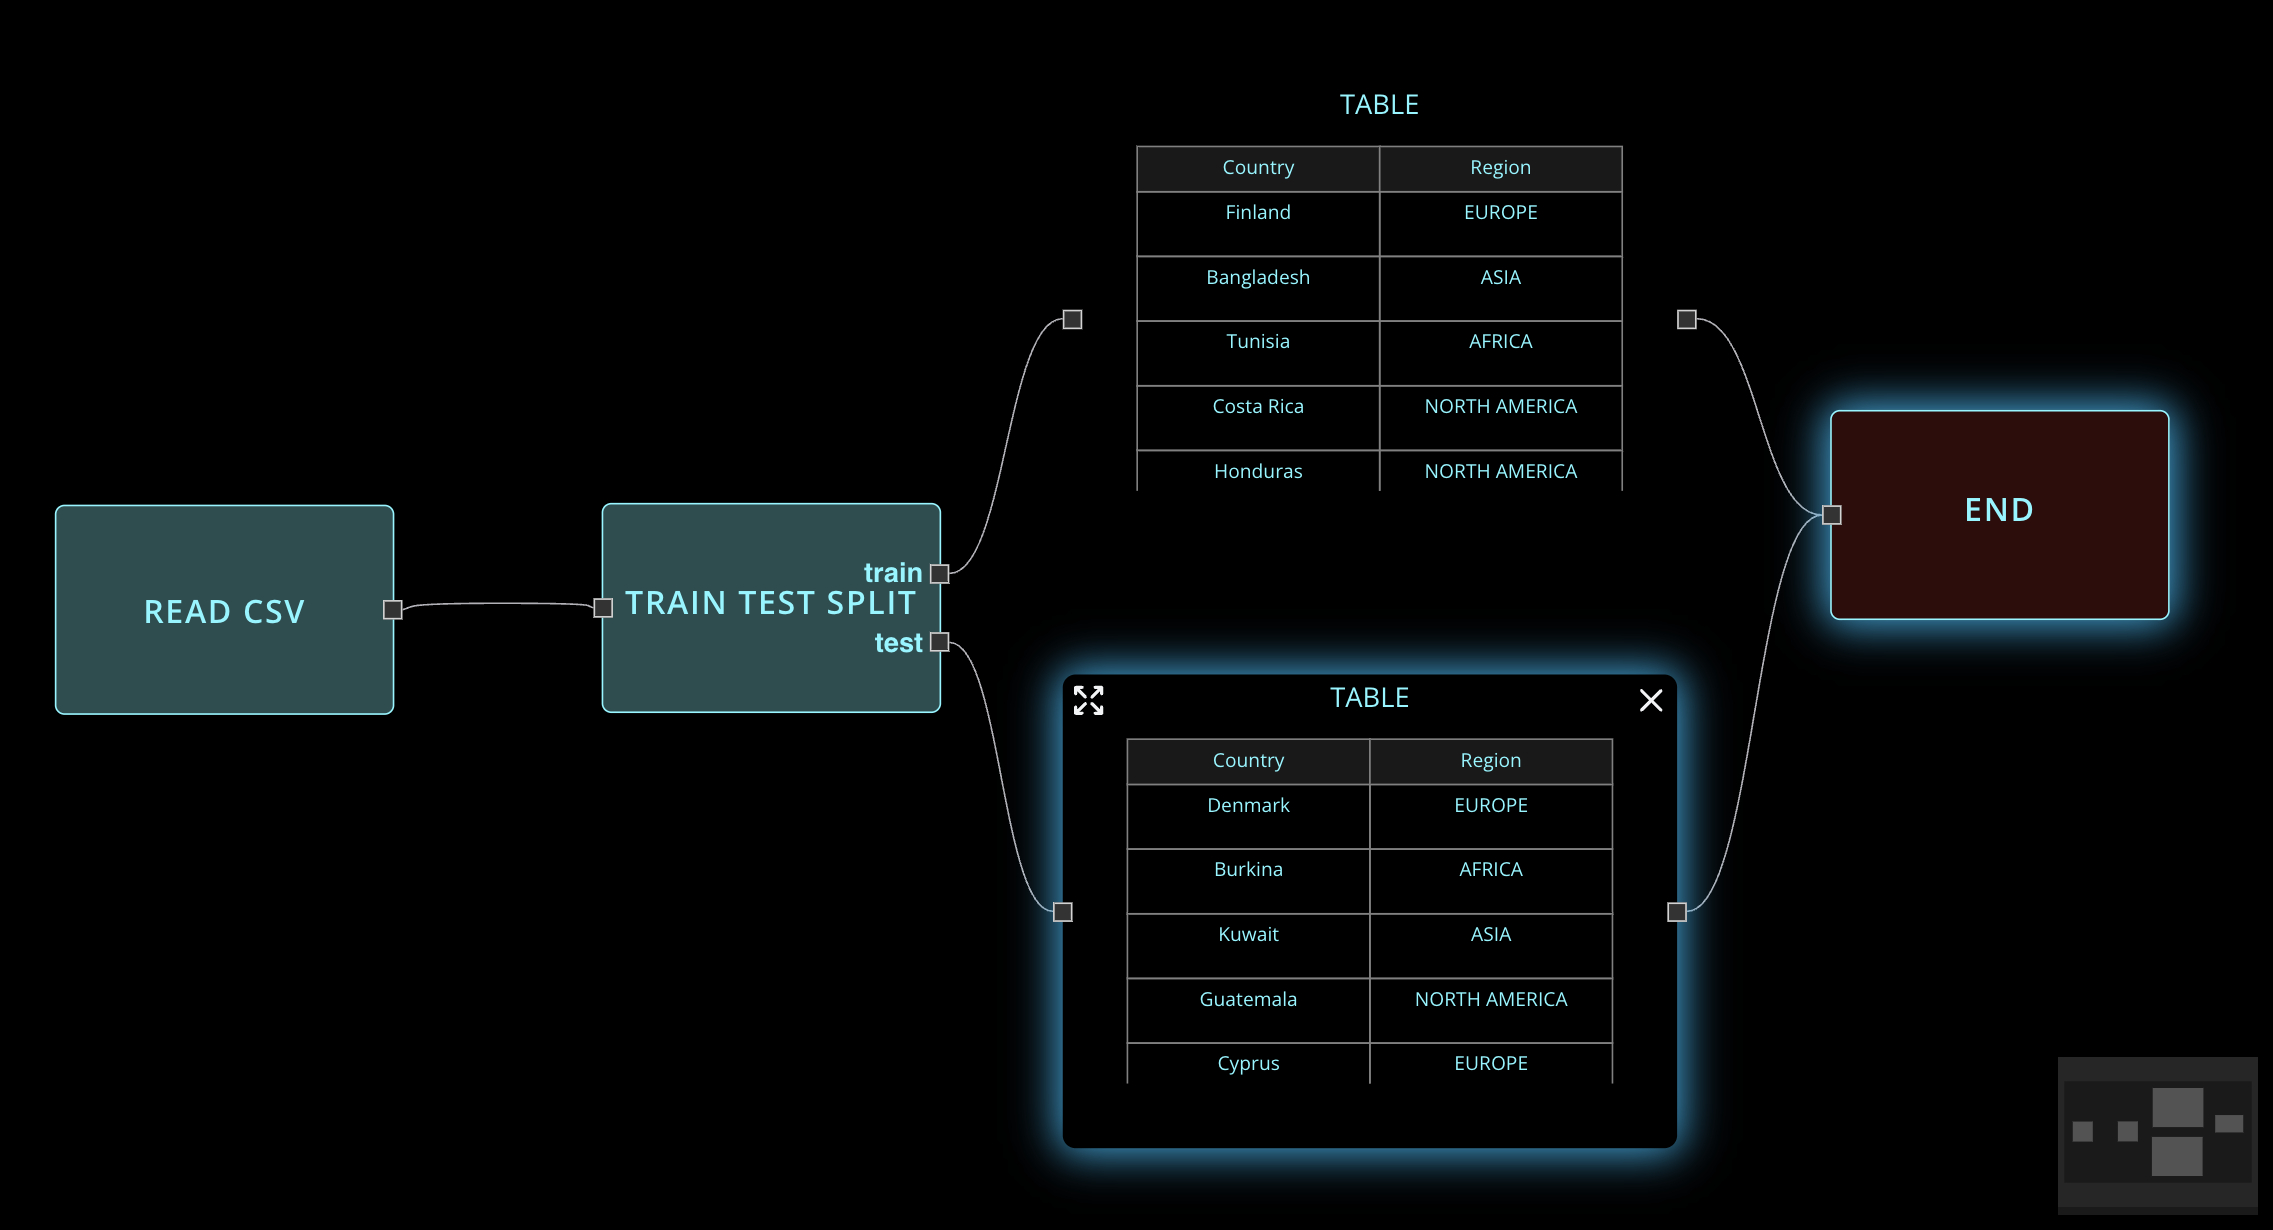 READ CSV
train
TRAIN TEST SPLIT
test
TABLE
Country Region
Finland EUROPE
Bangladesh ASIA
Tunisia AFRICA
Costa Rica NORTH AMERICA
Honduras NORTH AMERICA
TABLE
Country Region
Denmark EUROPE
Burkina AFRICA
Kuwait ASIA
Guatemala NORTH AMERICA
Cyprus EUROPE
END